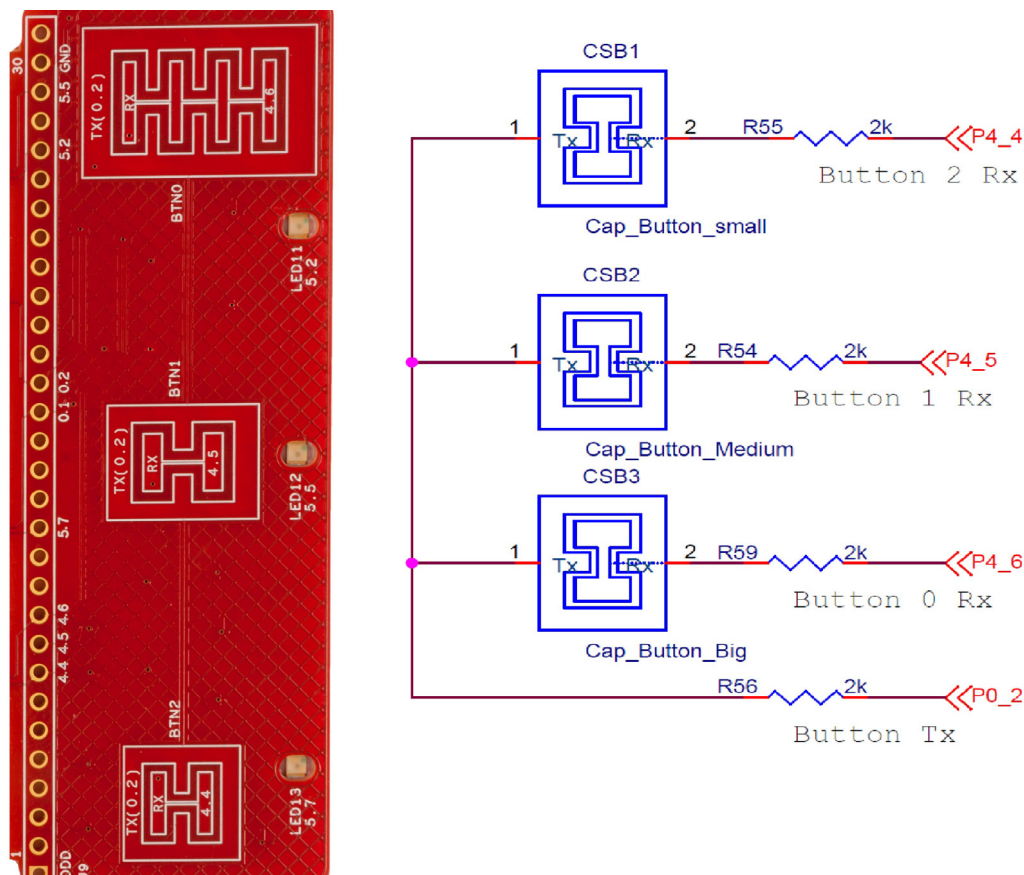 30
GND
5.5
5.2
0.2
0.1
5.7
4.6
4.5
4.4
1
TX(0.2)
RX
4.6
BTN0
LED11
5.2
BTN1
TX(0.2)
RX
4.5
LED12
5.5
BTN2
TX(0.2)
RX
4.4
LED13
5.7
CSB1
1
Tx
Rx
2
R55
2k
P4_4
Button 2 Rx
Cap_Button_small
CSB2
1
Tx
Rx
2
R54
2k
P4_5
Button 1 Rx
Cap_Button_Medium
CSB3
1
Tx
Rx
2
R59
2k
P4_6
Button 0 Rx
Cap_Button_Big
R56
2k
P0_2
Button Tx